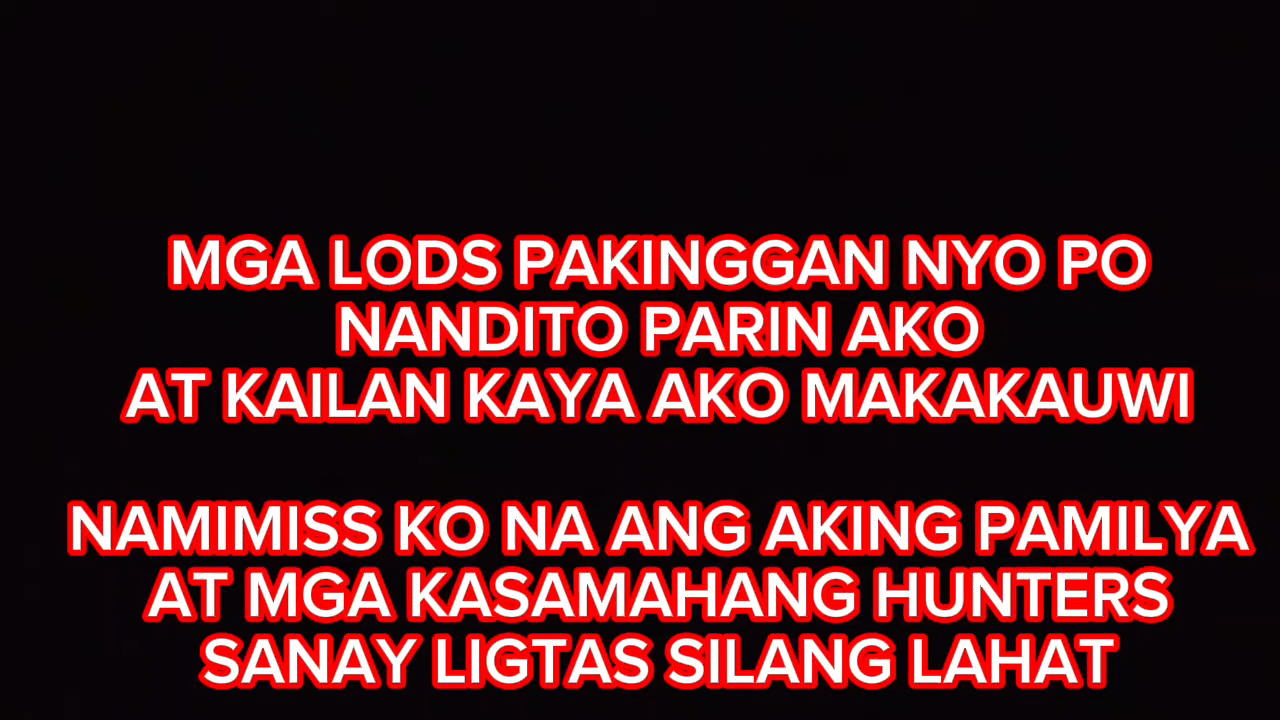 MGA LODS PAKINGGAN NYO PO
NANDITO PARIN AKO
AT KAILAN KAYA AKO MAKAKAUWI
NAMIMISS KO NA ANG AKING PAMILYA
AT MGA KASAMAHANG HUNTERS
SANAY LIGTAS SILANG LAHAT